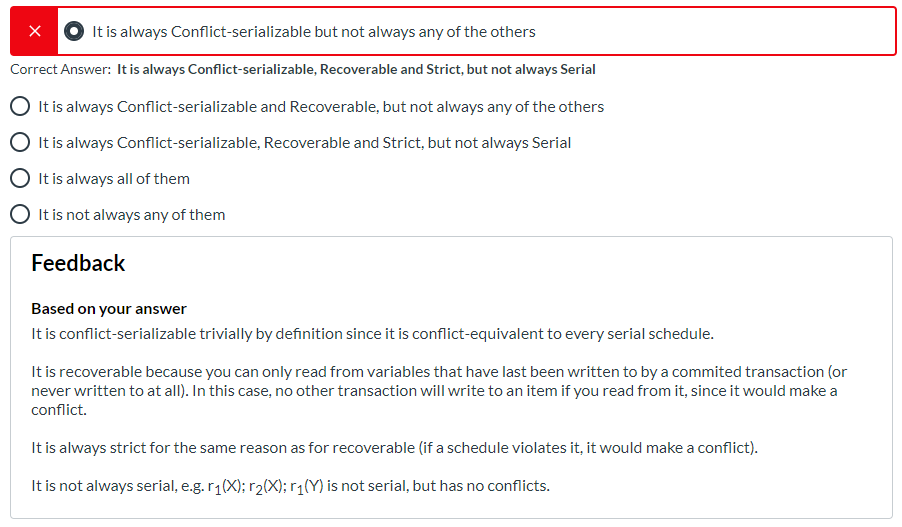 It is always Conflict-serializable but not always any of the others
Correct Answer: It is always Conflict-serializable, Recoverable and Strict, but not always Serial
It is always Conflict-serializable and Recoverable, but not always any of the others
It is always Conflict-serializable, Recoverable and Strict, but not always Serial
It is always all of them
It is not always any of them
Feedback
Based on your answer
It is conflict-serializable trivially by definition since it is conflict-equivalent to every serial schedule.
It is recoverable because you can only read from variables that have last been written to by a commited transaction (or
never written to at all). In this case, no other transaction will write to an item if you read from it, since it would make a
conflict.
It is always strict for the same reason as for recoverable (if a schedule violates it, it would make a conflict).
It is not always serial, e.g. r₁(X); r₂(X); r₁(Y) is not serial, but has no conflicts.